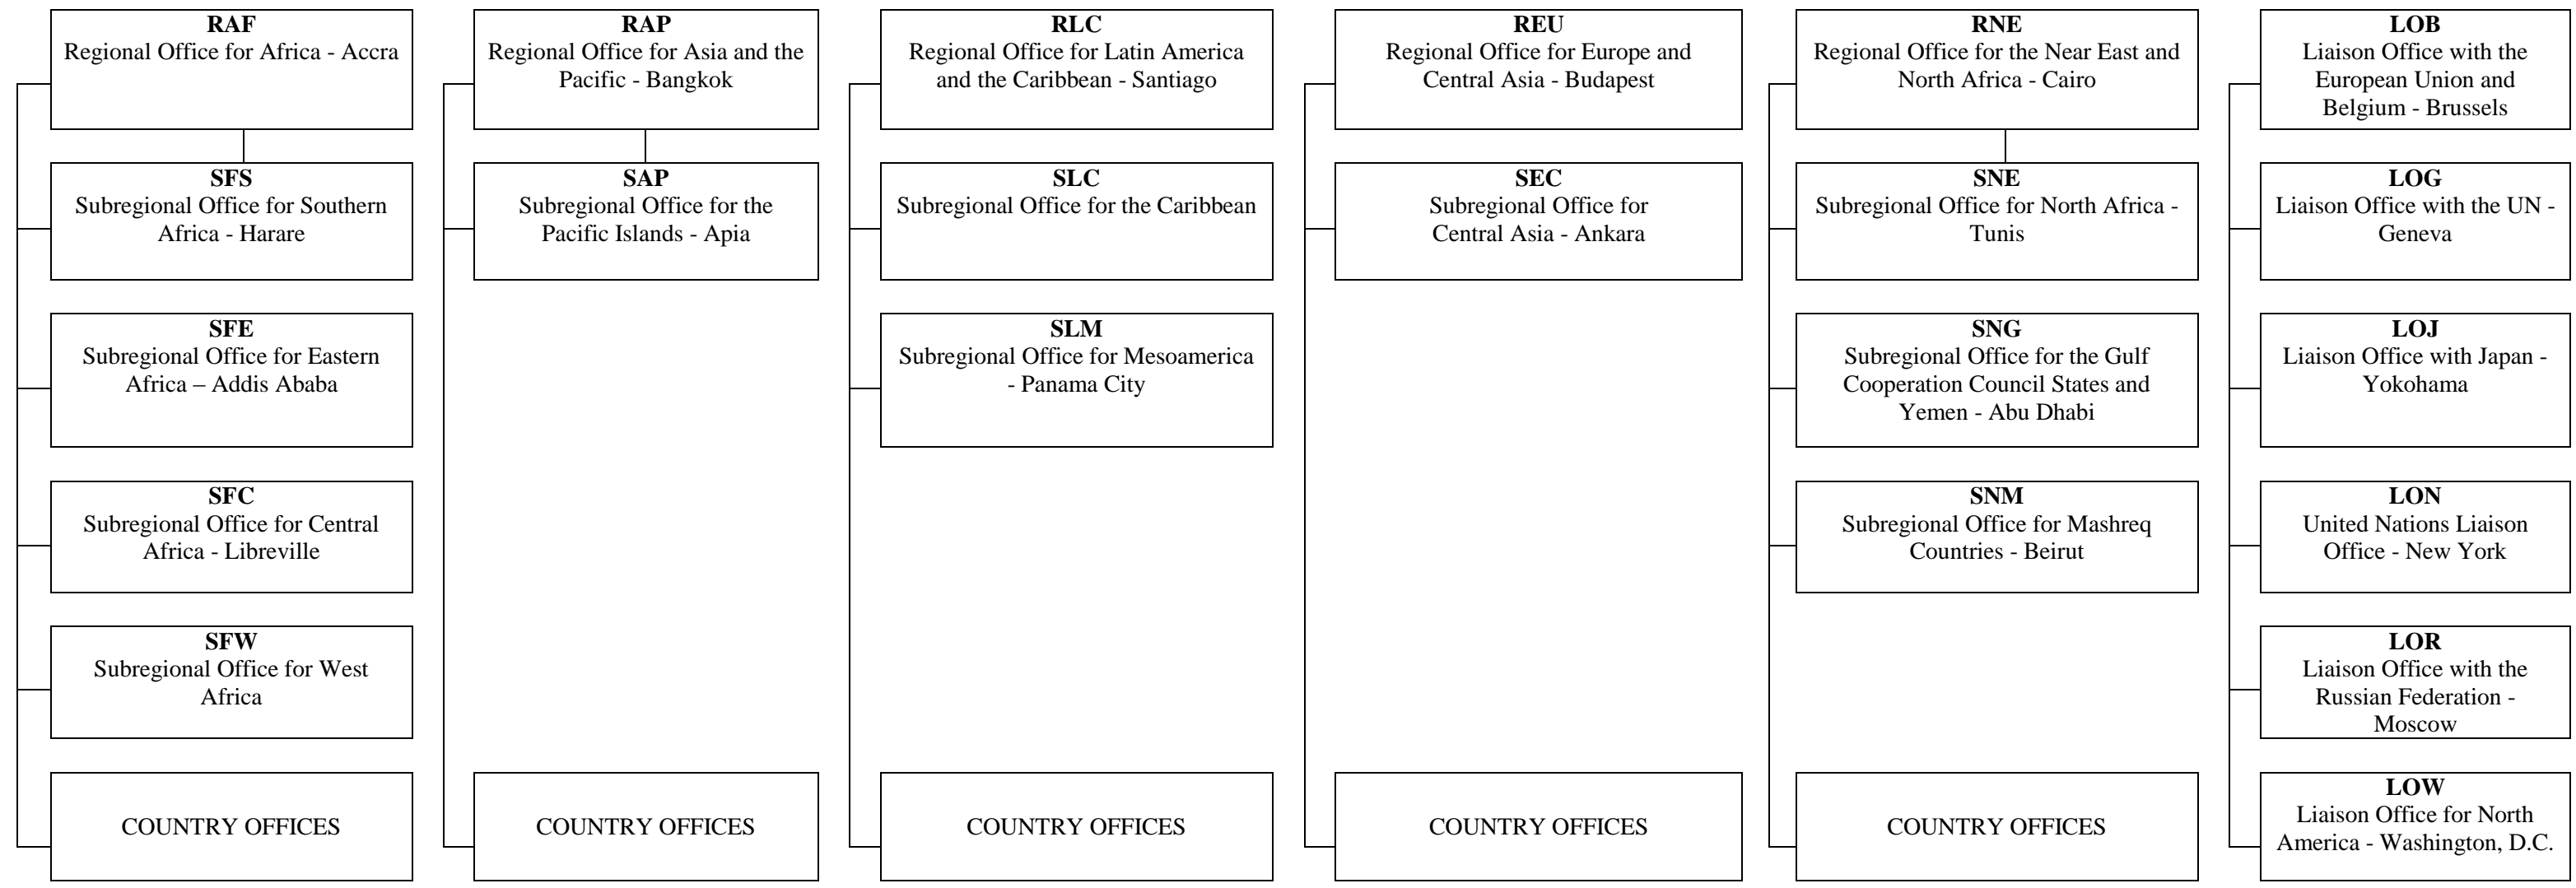 RAF
Regional Office for Africa - Accra
SFS
Subregional Office for Southern
Africa - Harare
SFE
Subregional Office for Eastern
Africa – Addis Ababa
SFC
Subregional Office for Central
Africa - Libreville
SFW
Subregional Office for West
Africa
COUNTRY OFFICES
RAP
Regional Office for Asia and the
Pacific - Bangkok
SAP
Subregional Office for the
Pacific Islands - Apia
COUNTRY OFFICES
RLC
Regional Office for Latin America
and the Caribbean - Santiago
SLC
Subregional Office for the Caribbean
SLM
Subregional Office for Mesoamerica
- Panama City
COUNTRY OFFICES
REU
Regional Office for Europe and
Central Asia - Budapest
SEC
Subregional Office for
Central Asia - Ankara
COUNTRY OFFICES
RNE
Regional Office for the Near East and
North Africa - Cairo
SNE
Subregional Office for North Africa -
Tunis
SNG
Subregional Office for the Gulf
Cooperation Council States and
Yemen - Abu Dhabi
SNM
Subregional Office for Mashreq
Countries - Beirut
COUNTRY OFFICES
LOB
Liaison Office with the
European Union and
Belgium - Brussels
LOG
Liaison Office with the UN -
Geneva
LOJ
Liaison Office with Japan -
Yokohama
LON
United Nations Liaison
Office - New York
LOR
Liaison Office with the
Russian Federation -
Moscow
LOW
Liaison Office for North
America - Washington, D.C.